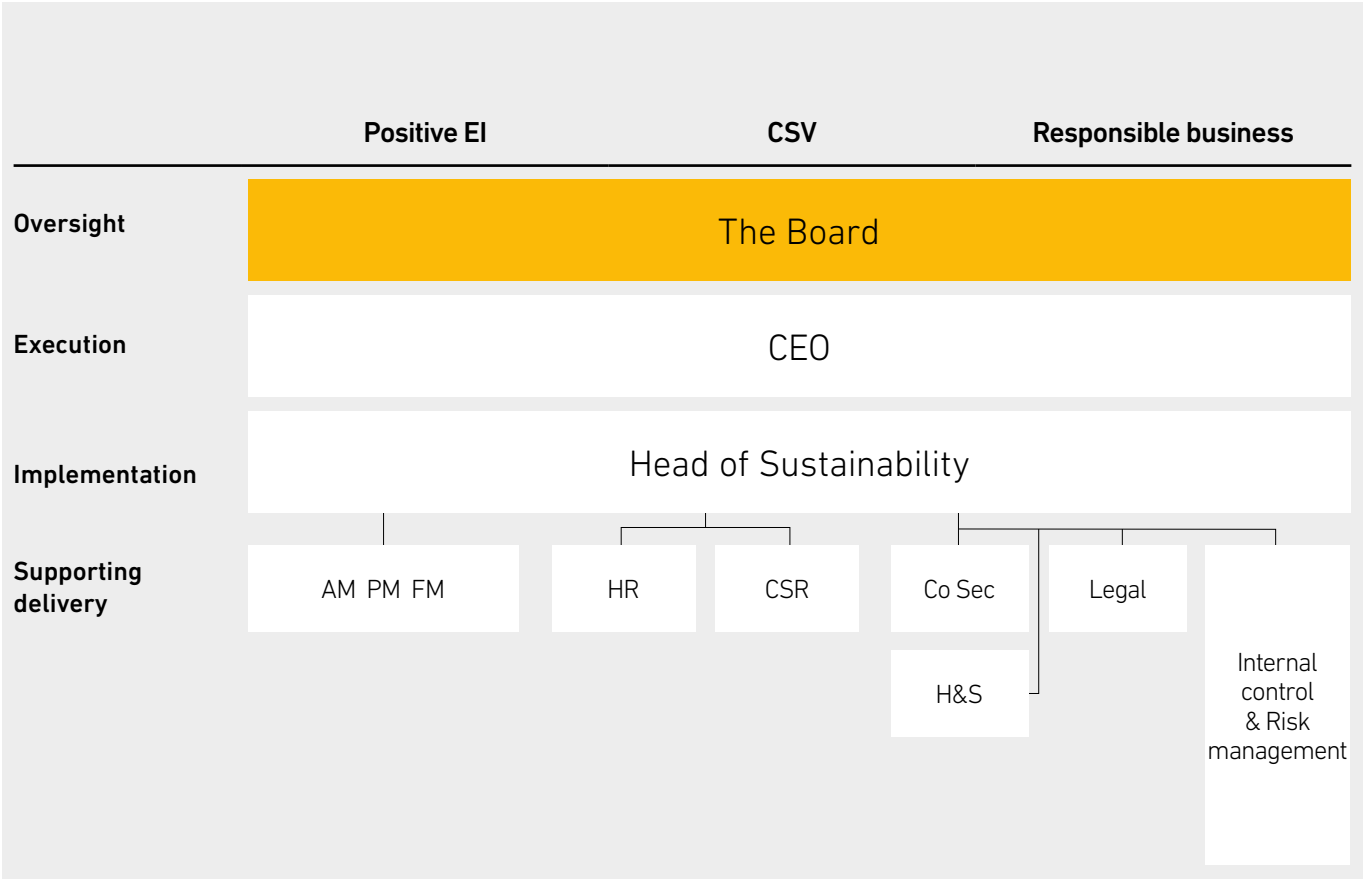 Positive EI
CSV
Responsible business
Oversight
The Board
Execution
CEO
Implementation
Head of Sustainability
Supporting
delivery
AM PM FM
HR
CSR
Co Sec
Legal
H&S
Internal
control
& Risk
management